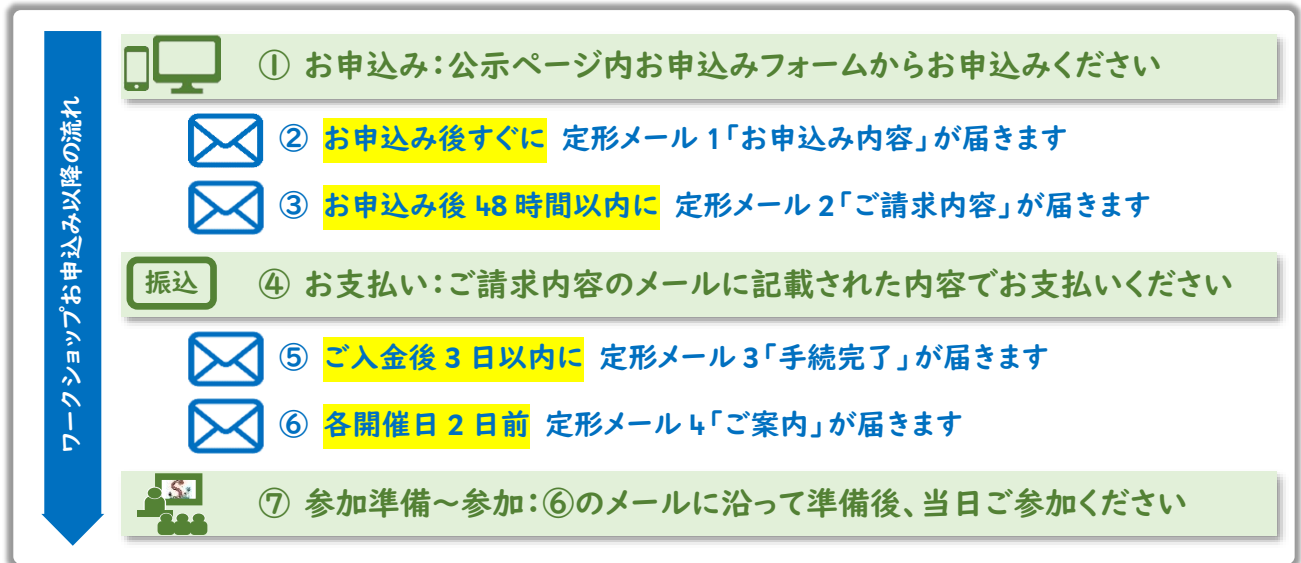 ワークショップお申込み以降の流れ
① お申込み：公示ページ内お申込みフォームからお申込みください
② お申込み後すぐに 定形メール 1「お申込み内容」が届きます
③ お申込み後 48 時間以内に 定形メール 2「ご請求内容」が届きます
振込 ④ お支払い：ご請求内容のメールに記載された内容でお支払いください
⑤ ご入金後 3 日以内に 定形メール 3「手続完了」が届きます
⑥ 各開催日 2 日前 定形メール 4「ご案内」が届きます
⑦ 参加準備～参加：⑥のメールに沿って準備後、当日ご参加ください